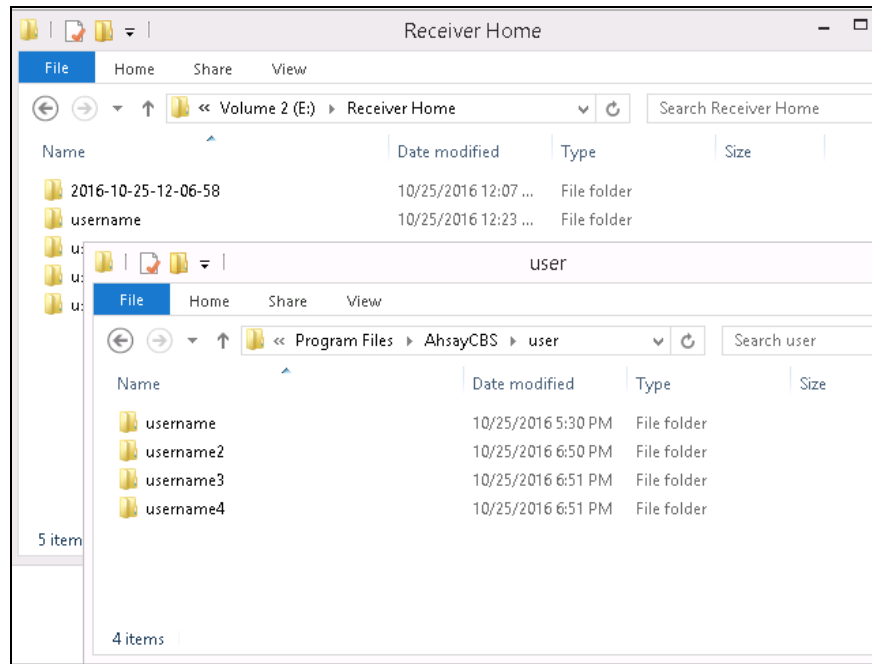 Receiver Home
File Home Share View
« Volume 2 (E:) Receiver Home Search Receiver Home
Name Date modified Type Size
2016-10-25-12-06-58 10/25/2016 12:07 ... File folder
username 10/25/2016 12:23 ... File folder
5 item
user
File Home Share View
« Program Files AhsayCBS user Search user
Name Date modified Type Size
username 10/25/2016 5:30 PM File folder
username2 10/25/2016 6:50 PM File folder
username3 10/25/2016 6:51 PM File folder
username4 10/25/2016 6:51 PM File folder
4 items